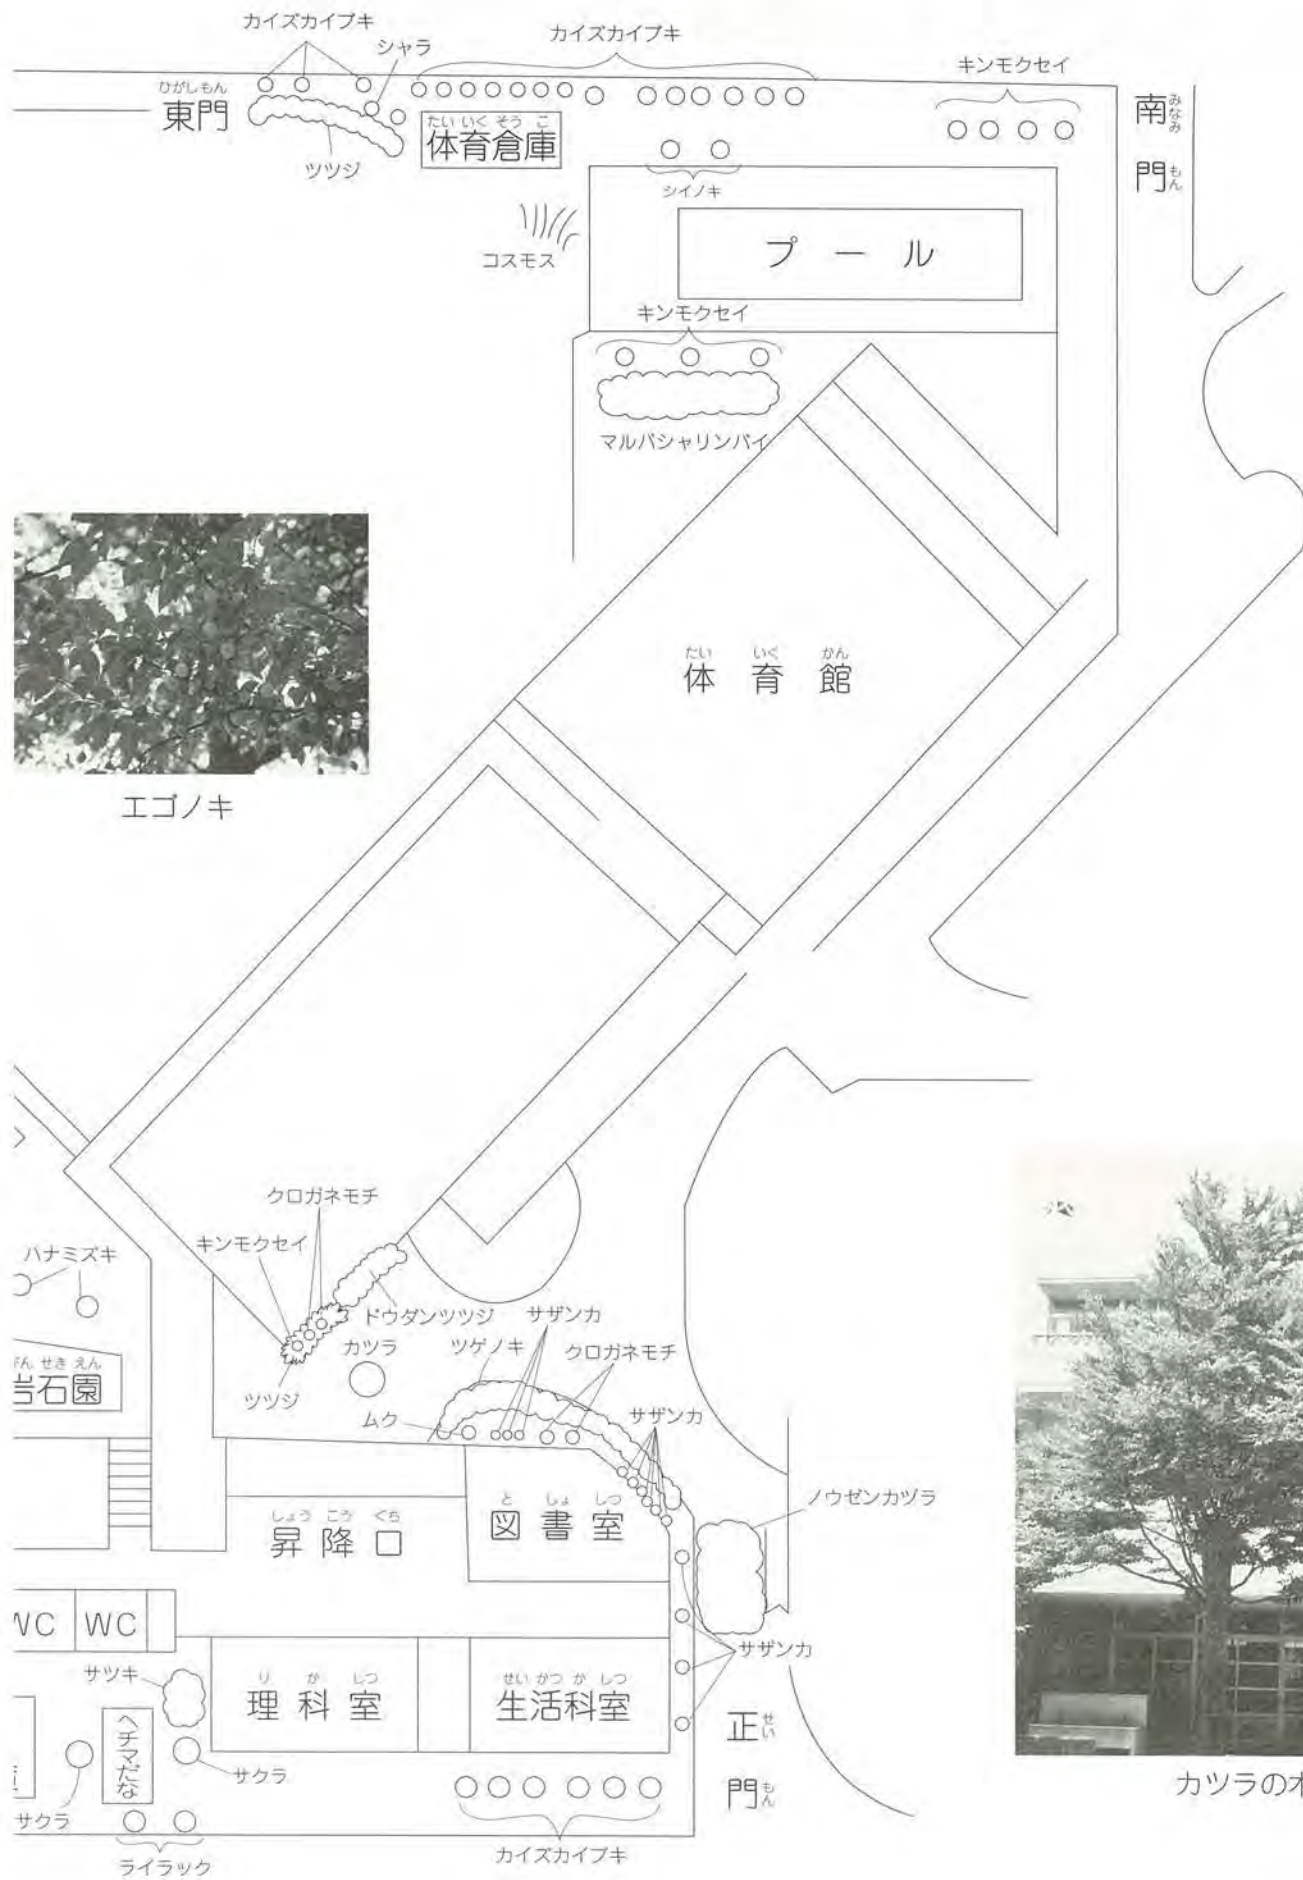 カイズカイブキ
シャラ
カイズカイブキ
キンモクセイ
ひがしもん
東門
ツツジ
たいいくそうこ
体育倉庫
シイノキ
南門
みなみもん
コスモス
プール
キンモクセイ
マルバシャリンバイ
たいいくかん
体育館
エゴノキ
クロガネモチ
キンモクセイ
ハナミズキ
ドウダンツツジ
サザンカ
ツゲノキ
クロガネモチ
カツラ
ツツジ
ムク
サザンカ
せきえん
石園
ノウゼンカヅラ
しょうこうぐち
昇降口
としょしつ
図書室
WC
WC
サツキ
りかしつ
理科室
せいかつかしつ
生活科室
サザンカ
正門
せいもん
ヘチマだな
サクラ
サクラ
ライラック
カイズカイブキ
カツラの木